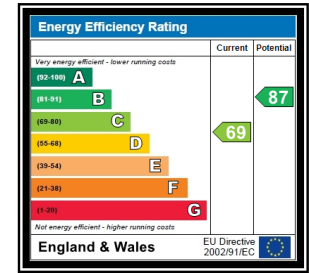 Energy Efficiency Rating
Current Potential
Very energy efficient - lower running costs
(92-100) A
(81-91) B
87
(69-80) C
69
(55-68) D
(39-54) E
(21-38) F
(1-20) G
Not energy efficient - higher running costs
England & Wales
EU Directive
2002/91/EC